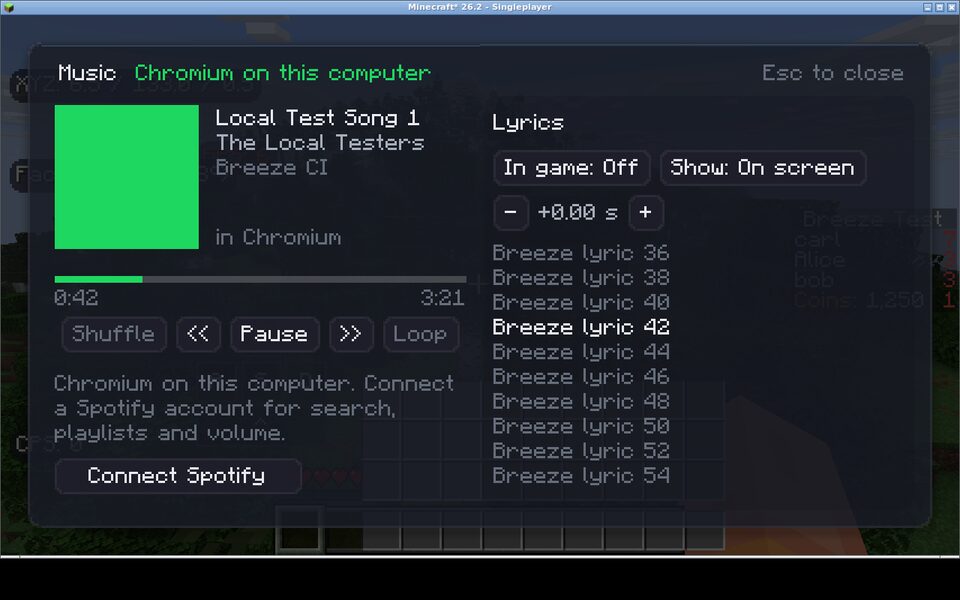 Minecraft* 26.2 - Singleplayer
Music Chromium on this computer
Esc to close
Local Test Song 1
The Local Testers
Breeze CI
in Chromium
0:42 3:21
Shuffle << Pause >> Loop
Chromium on this computer. Connect
a Spotify account for search,
playlists and volume.
Connect Spotify
Lyrics
In game: Off Show: On screen
- +0.00 s +
Breeze lyric 36
Breeze lyric 38
Breeze lyric 40
Breeze lyric 42
Breeze lyric 44
Breeze lyric 46
Breeze lyric 48
Breeze lyric 50
Breeze lyric 52
Breeze lyric 54
Breeze Test
carl
Alice
bob 3
Coins: 1,250 1